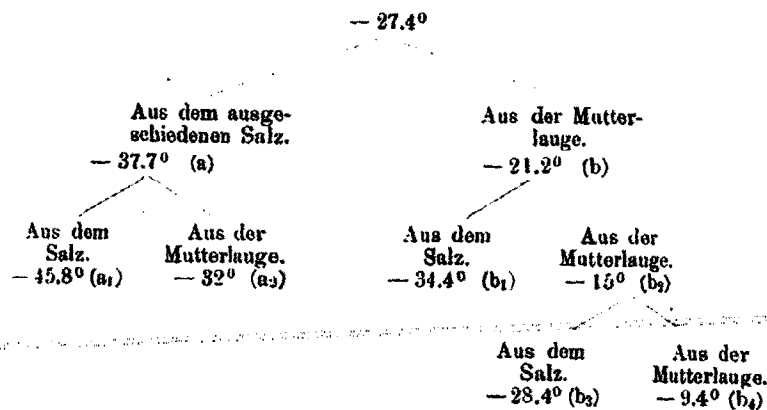 — 27.4⁰
Aus dem ausge-
schiedenen Salz.
— 37.7⁰ (a)
Aus der Mutter-
lauge.
— 21.2⁰ (b)
Aus dem
Salz.
— 45.8⁰ (a₁)
Aus der
Mutterlauge.
— 32⁰ (a₂)
Aus dem
Salz.
— 34.4⁰ (b₁)
Aus der
Mutterlauge.
— 15⁰ (b₂)
Aus dem
Salz.
— 28.4⁰ (b₃)
Aus der
Mutterlauge.
— 9.4⁰ (b₄)